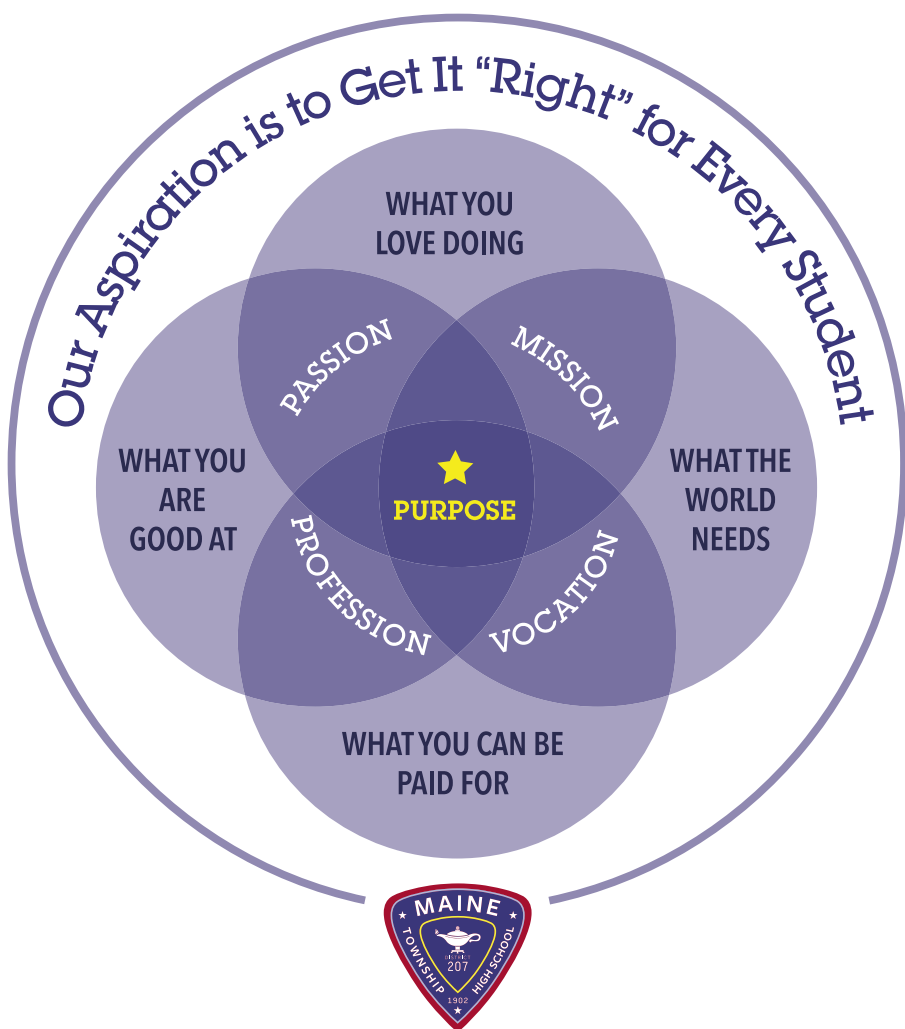 Our Aspiration is to Get It “Right” for Every Student
WHAT YOU
LOVE DOING
PASSION
MISSION
WHAT YOU
ARE
GOOD AT
PURPOSE
WHAT THE
WORLD
NEEDS
PROFESSION
VOCATION
WHAT YOU CAN BE
PAID FOR
MAINE
TOWNSHIP
HIGH SCHOOL
DISTRICT
207
1902